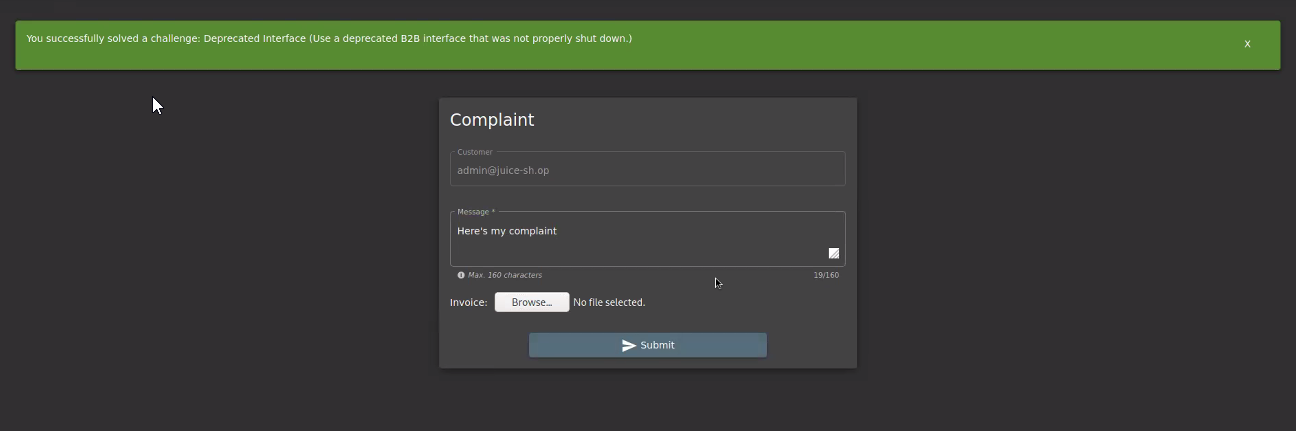 You successfully solved a challenge: Deprecated Interface (Use a deprecated B2B interface that was not properly shut down.)
X
Complaint
Customer
admin@juice-sh.op
Message *
Here's my complaint
Max. 160 characters 19/160
Invoice: Browse... No file selected.
Submit